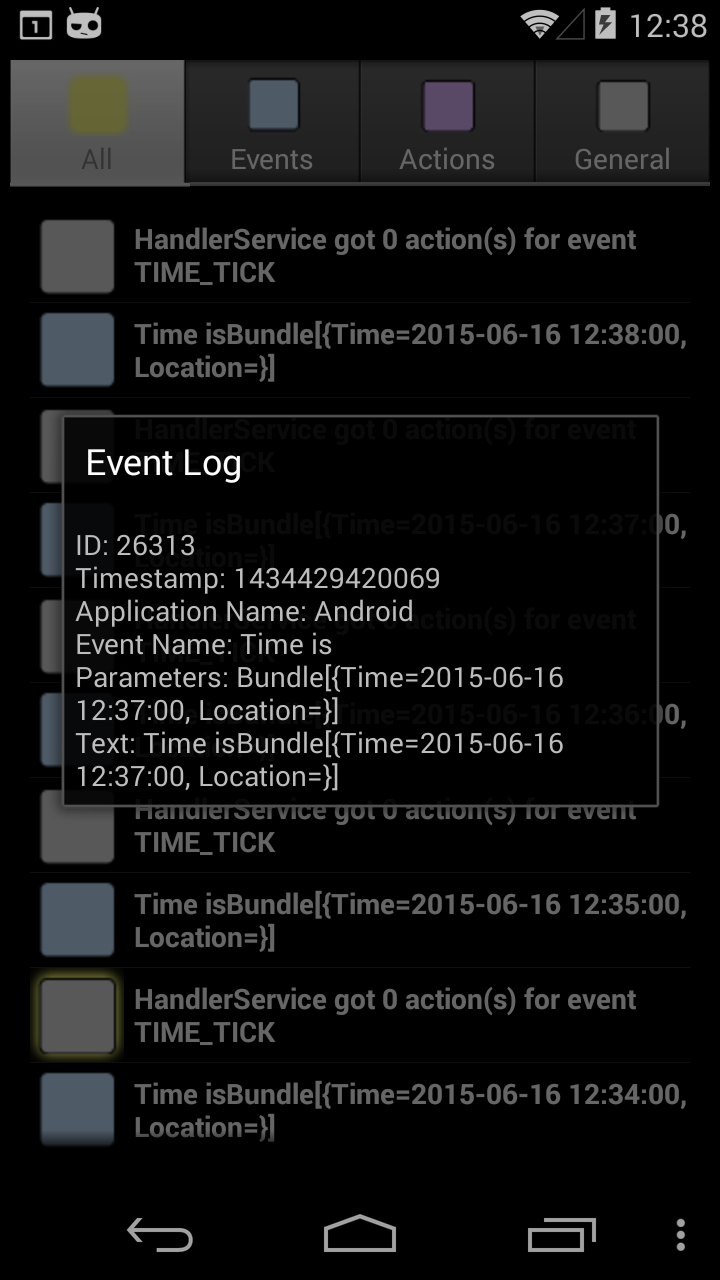 1 12:38
All Events Actions General
HandlerService got 0 action(s) for event
TIME_TICK
Time isBundle[{Time=2015-06-16 12:38:00,
Location=}]
HandlerService got 0 action(s) for event
TIME_TICK
Event Log
Time isBundle[{Time=2015-06-16 12:37:00,
Location=}]
ID: 26313
Timestamp: 1434429420069
HandlerService got 0 action(s) for event
TIME_TICK
Application Name: Android
Event Name: Time is
Parameters: Bundle[{Time=2015-06-16
12:37:00, Location=}]
Time isBundle[{Time=2015-06-16 12:36:00,
Location=}]
Text: Time isBundle[{Time=2015-06-16
12:37:00, Location=}]
HandlerService got 0 action(s) for event
TIME_TICK
Time isBundle[{Time=2015-06-16 12:35:00,
Location=}]
HandlerService got 0 action(s) for event
TIME_TICK
Time isBundle[{Time=2015-06-16 12:34:00,
Location=}]